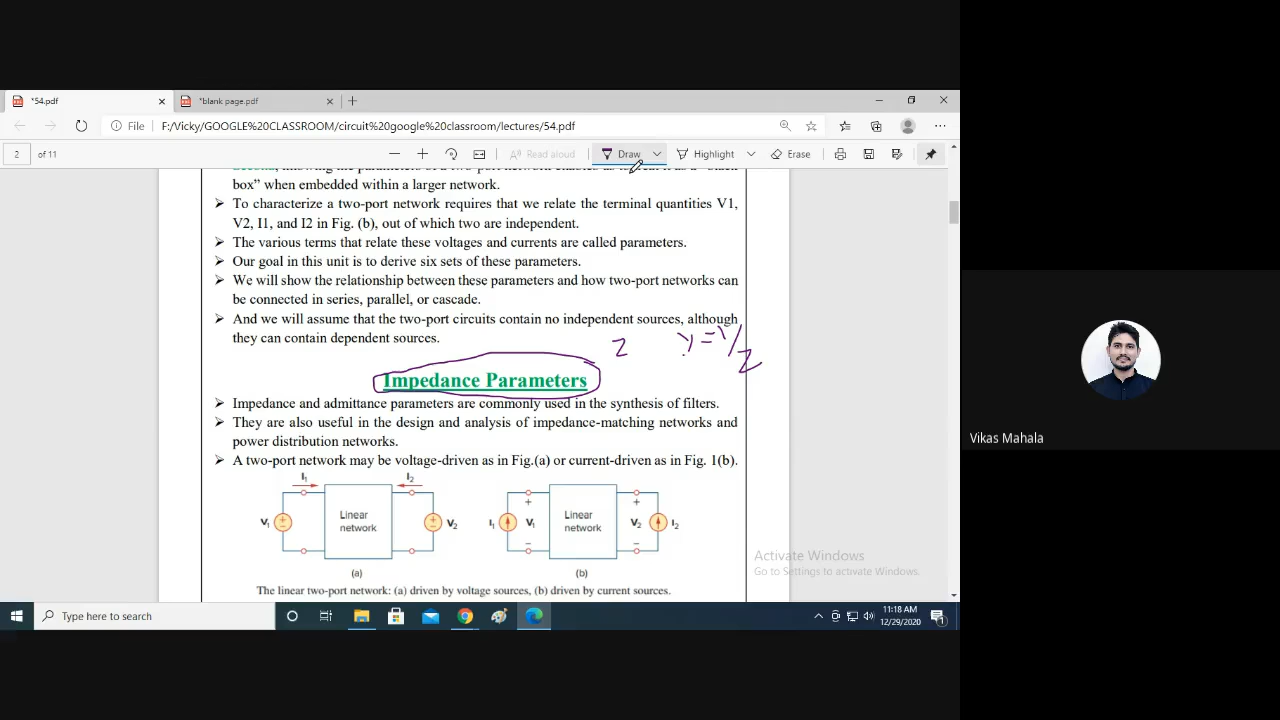 *54.pdf
*blank page.pdf
File F:/Vicky/GOOGLE%20CLASSROOM/circuit%20google%20classroom/lectures/54.pdf
2 of 11 Read aloud Draw Highlight Erase
box” when embedded within a larger network.
➤ To characterize a two-port network requires that we relate the terminal quantities V1,
V2, I1, and I2 in Fig. (b), out of which two are independent.
➤ The various terms that relate these voltages and currents are called parameters.
➤ Our goal in this unit is to derive six sets of these parameters.
➤ We will show the relationship between these parameters and how two-port networks can
be connected in series, parallel, or cascade.
➤ And we will assume that the two-port circuits contain no independent sources, although
they can contain dependent sources.
Z Y = 1/Z
Impedance Parameters
➤ Impedance and admittance parameters are commonly used in the synthesis of filters.
➤ They are also useful in the design and analysis of impedance-matching networks and
power distribution networks.
➤ A two-port network may be voltage-driven as in Fig.(a) or current-driven as in Fig. 1(b).
I1 I2
V1 + − Linear network + − V2
(a)
I1 + V1 − Linear network + V2 − I2
(b)
The linear two-port network: (a) driven by voltage sources, (b) driven by current sources.
Vikas Mahala
Activate Windows
Go to Settings to activate Windows.
Type here to search
11:18 AM
12/29/2020
1